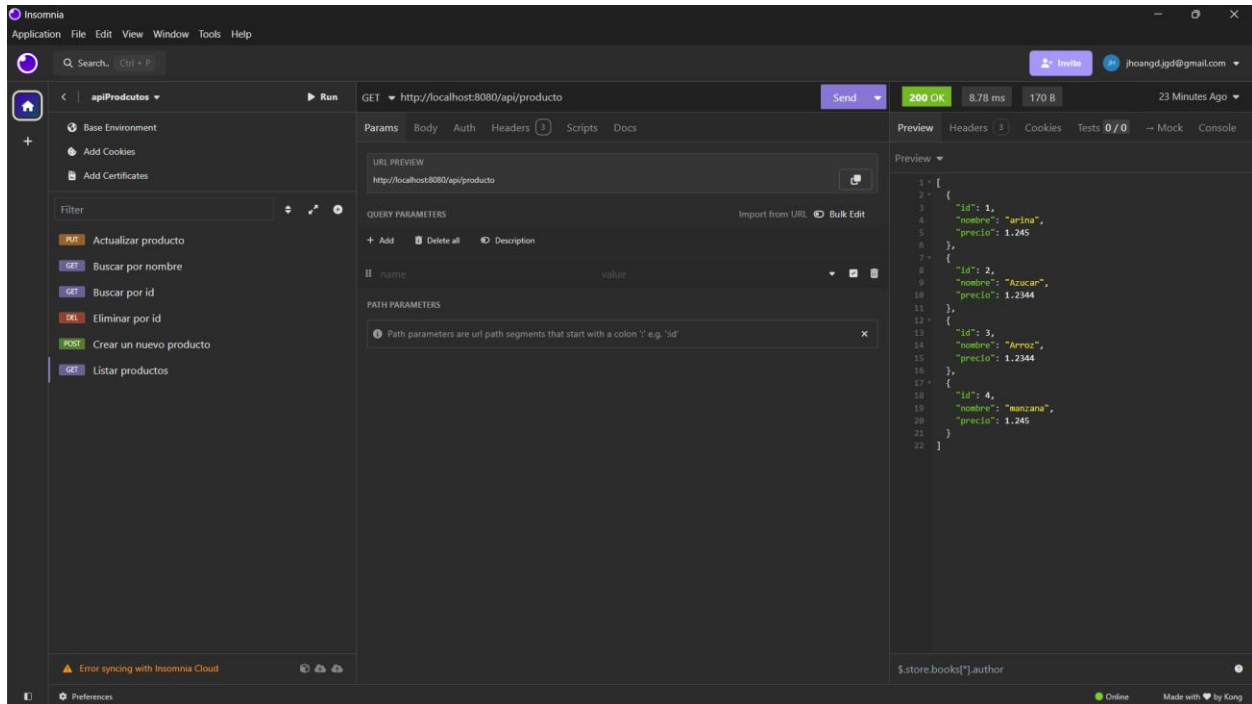 Insomnia
Application File Edit View Window Tools Help
Search.. Ctrl + P
Invite
JH jhoangd.jgd@gmail.com
apiProdcutos
Run
Base Environment
Add Cookies
Add Certificates
Filter
PUT Actualizar producto
GET Buscar por nombre
GET Buscar por id
DEL Eliminar por id
POST Crear un nuevo producto
GET Listar productos
Error syncing with Insomnia Cloud
Preferences
GET http://localhost:8080/api/producto
Send
Params Body Auth Headers 3 Scripts Docs
URL PREVIEW
http://localhost:8080/api/producto
QUERY PARAMETERS Import from URL Bulk Edit
+ Add Delete all Description
name value
PATH PARAMETERS
Path parameters are url path segments that start with a colon ':' e.g. ':id'
200 OK 8.78 ms 170 B 23 Minutes Ago
Preview Headers 3 Cookies Tests 0 / 0 → Mock Console
Preview
1 [
2 {
3 "id": 1,
4 "nombre": "arina",
5 "precio": 1.245
6 },
7 {
8 "id": 2,
9 "nombre": "Azucar",
10 "precio": 1.2344
11 },
12 {
13 "id": 3,
14 "nombre": "Arroz",
15 "precio": 1.2344
16 },
17 {
18 "id": 4,
19 "nombre": "manzana",
20 "precio": 1.245
21 }
22 ]
$.store.books[*].author
Online Made with ♥ by Kong